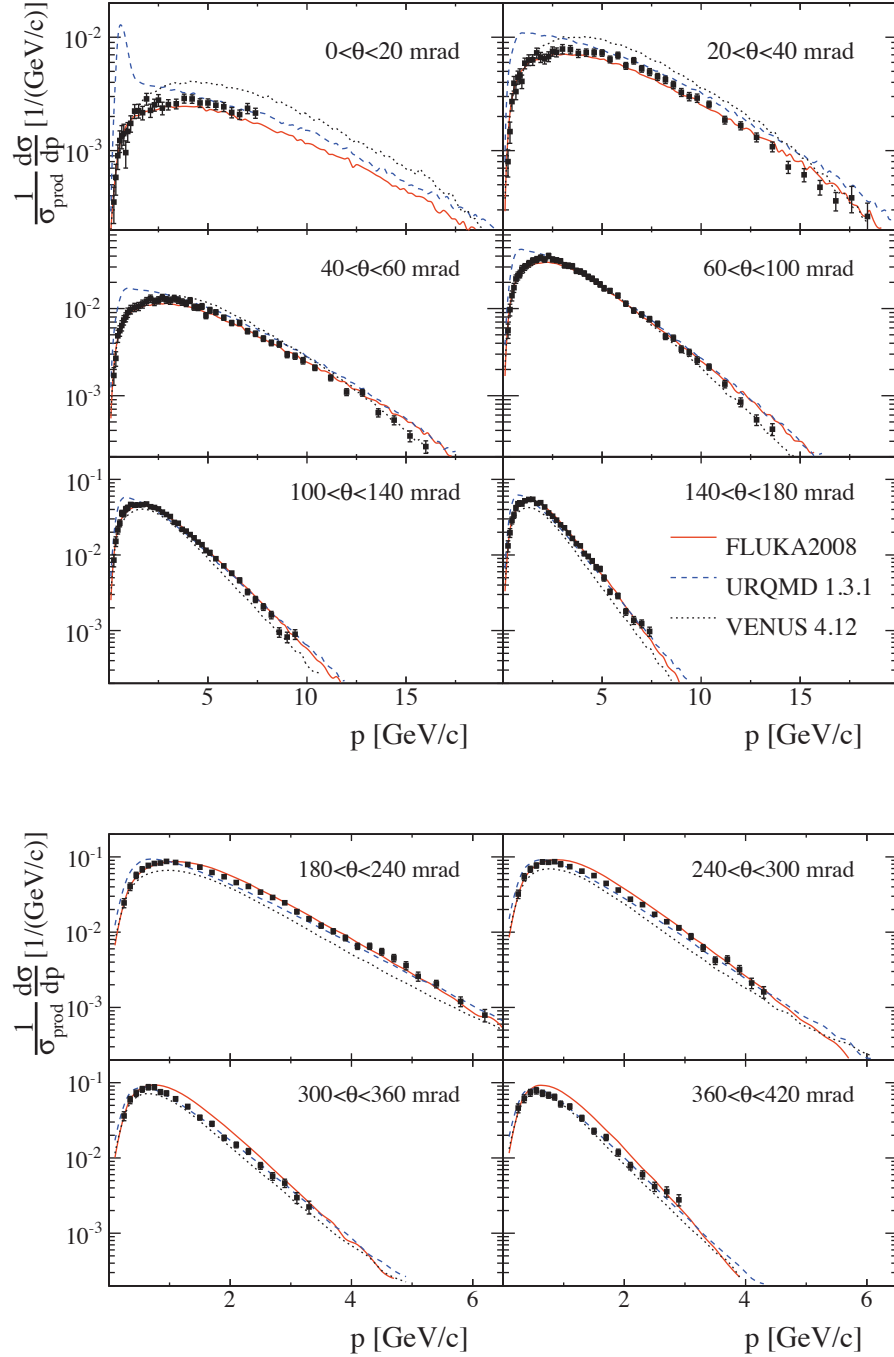 0<θ<20 mrad
20<θ<40 mrad
10⁻²
10⁻³
1/σprod dσ/dp [1/(GeV/c)]
40<θ<60 mrad
60<θ<100 mrad
10⁻²
10⁻³
100<θ<140 mrad
140<θ<180 mrad
10⁻¹
10⁻²
10⁻³
FLUKA2008
URQMD 1.3.1
VENUS 4.12
5 10 15
5 10 15
p [GeV/c]
p [GeV/c]
180<θ<240 mrad
240<θ<300 mrad
10⁻¹
10⁻²
10⁻³
1/σprod dσ/dp [1/(GeV/c)]
300<θ<360 mrad
360<θ<420 mrad
10⁻¹
10⁻²
10⁻³
2 4 6
2 4 6
p [GeV/c]
p [GeV/c]